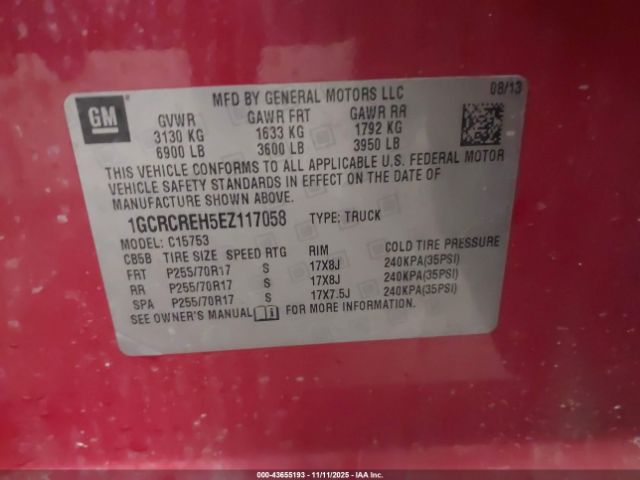 MFD BY GENERAL MOTORS LLC 08/13
GM
GVWR GAWR FRT GAWR RR
3130 KG 1633 KG 1792 KG
6900 LB 3600 LB 3950 LB
THIS VEHICLE CONFORMS TO ALL APPLICABLE U.S. FEDERAL MOTOR
VEHICLE SAFETY STANDARDS IN EFFECT ON THE DATE OF
MANUFACTURE SHOWN ABOVE.
1GCRCREH5EZ117058 TYPE: TRUCK
MODEL: C15753
CB5B TIRE SIZE SPEED RTG RIM COLD TIRE PRESSURE
FRT P255/70R17 S 17X8J 240KPA(35PSI)
RR P255/70R17 S 17X8J 240KPA(35PSI)
SPA P255/70R17 S 17X7.5J 240KPA(35PSI)
SEE OWNER'S MANUAL FOR MORE INFORMATION.
000-43655193 - 11/11/2025 - IAA Inc.